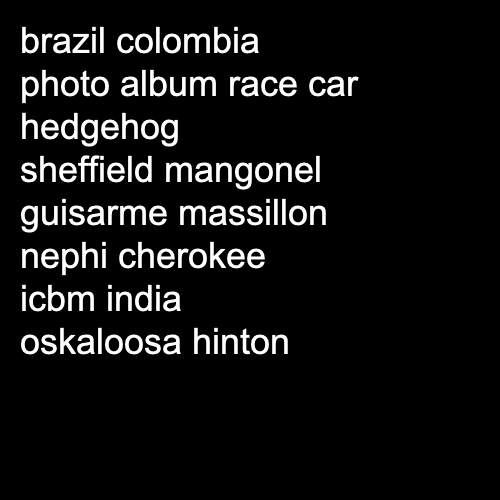 brazil colombia
photo album race car
hedgehog
sheffield mangonel
guisarme massillon
nephi cherokee
icbm india
oskaloosa hinton